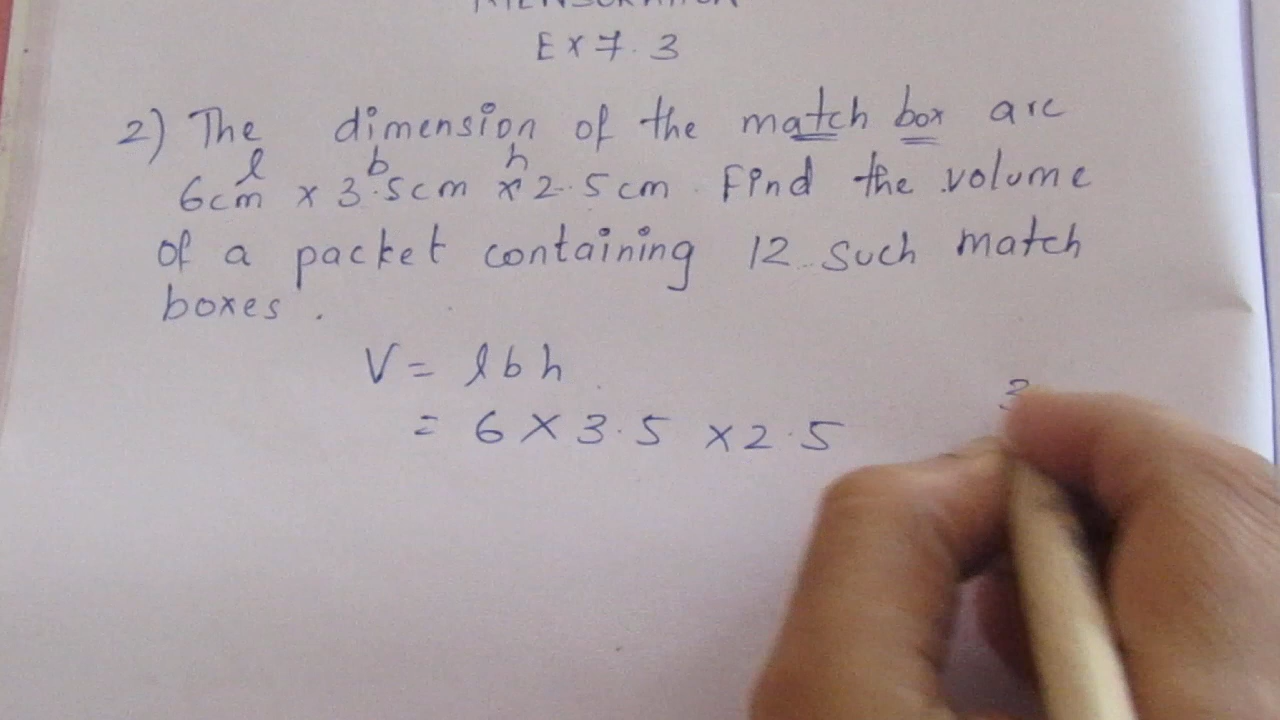 Ex 7.3
2) The dimension of the match box are
l b h
6cm x 3.5cm x 2.5cm. Find the volume
of a packet containing 12 such match
boxes.
V = lbh
3
= 6 X 3.5 x 2.5